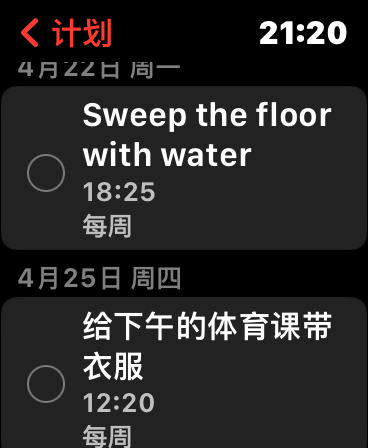 计划
21:20
4月22日 周一
Sweep the floor
with water
18:25
每周
4月25日 周四
给下午的体育课带
衣服
12:20
每周